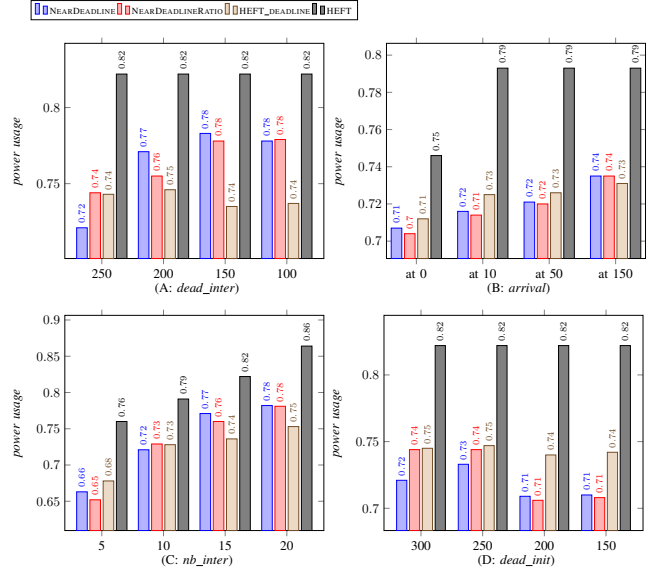 NEARDEADLINE NEARDEADLINERATIO HEFT_DEADLINE HEFT
power usage
0.8
0.75
0.72 0.74 0.74 0.82
0.77 0.76 0.75 0.82
0.78 0.78 0.74 0.82
0.78 0.78 0.74 0.82
250 200 150 100
(A: dead_inter)
power usage
0.8
0.78
0.76
0.74
0.72
0.7
0.71 0.7 0.71 0.75
0.72 0.71 0.73 0.79
0.72 0.72 0.73 0.79
0.74 0.74 0.73 0.79
at 0 at 10 at 50 at 150
(B: arrival)
power usage
0.9
0.85
0.8
0.75
0.7
0.65
0.66 0.65 0.68 0.76
0.72 0.73 0.73 0.79
0.77 0.76 0.74 0.82
0.78 0.78 0.75 0.86
5 10 15 20
(C: nb_inter)
power usage
0.8
0.75
0.7
0.72 0.74 0.75 0.82
0.73 0.74 0.75 0.82
0.71 0.71 0.74 0.82
0.71 0.71 0.74 0.82
300 250 200 150
(D: dead_init)